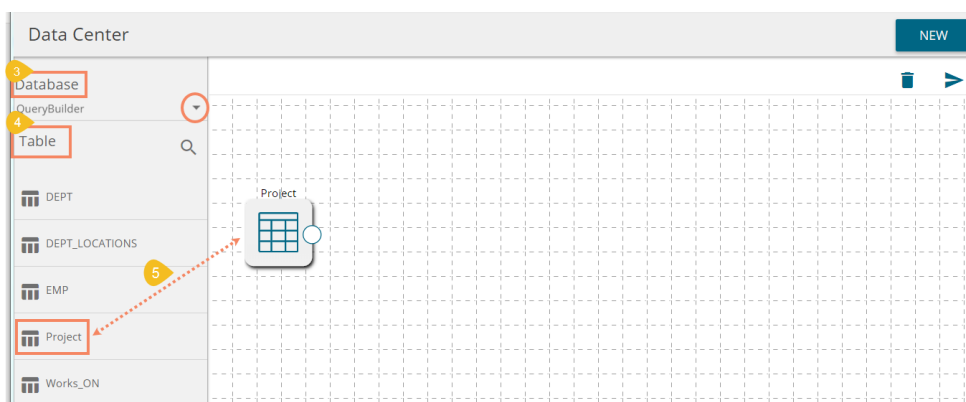 Data Center
NEW
3
Database
QueryBuilder
4
Table
DEPT
Project
DEPT_LOCATIONS
5
EMP
Project
Works_ON